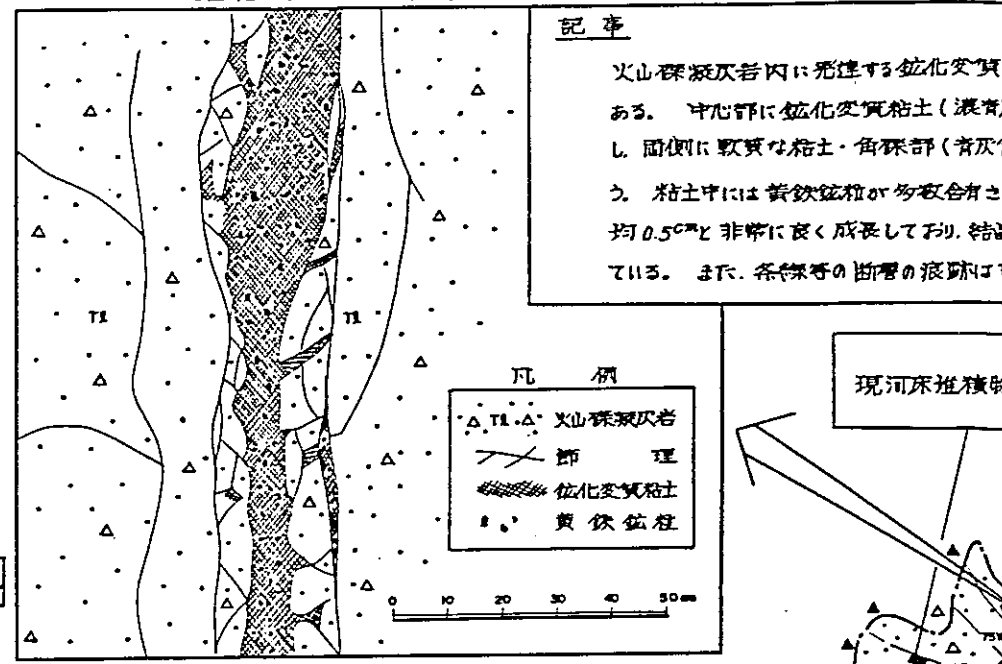 記事
火山礫凝灰岩内に発達する鉱化変質
ある。 中心部に鉱化変質粘土(濃青
し、両側に軟質な粘土・角礫部(青灰
う。 粘土中には黄鉄鉱粒が多数含有さ
均0.5cmと非常に良く成長しており、結晶
ている。 また、条線等の断層の痕跡は
Tl
Tl
凡例
Tl 火山礫凝灰岩
節理
鉱化変質粘土
黄鉄鉱粒
0 10 20 30 40 50cm
現河床堆積物